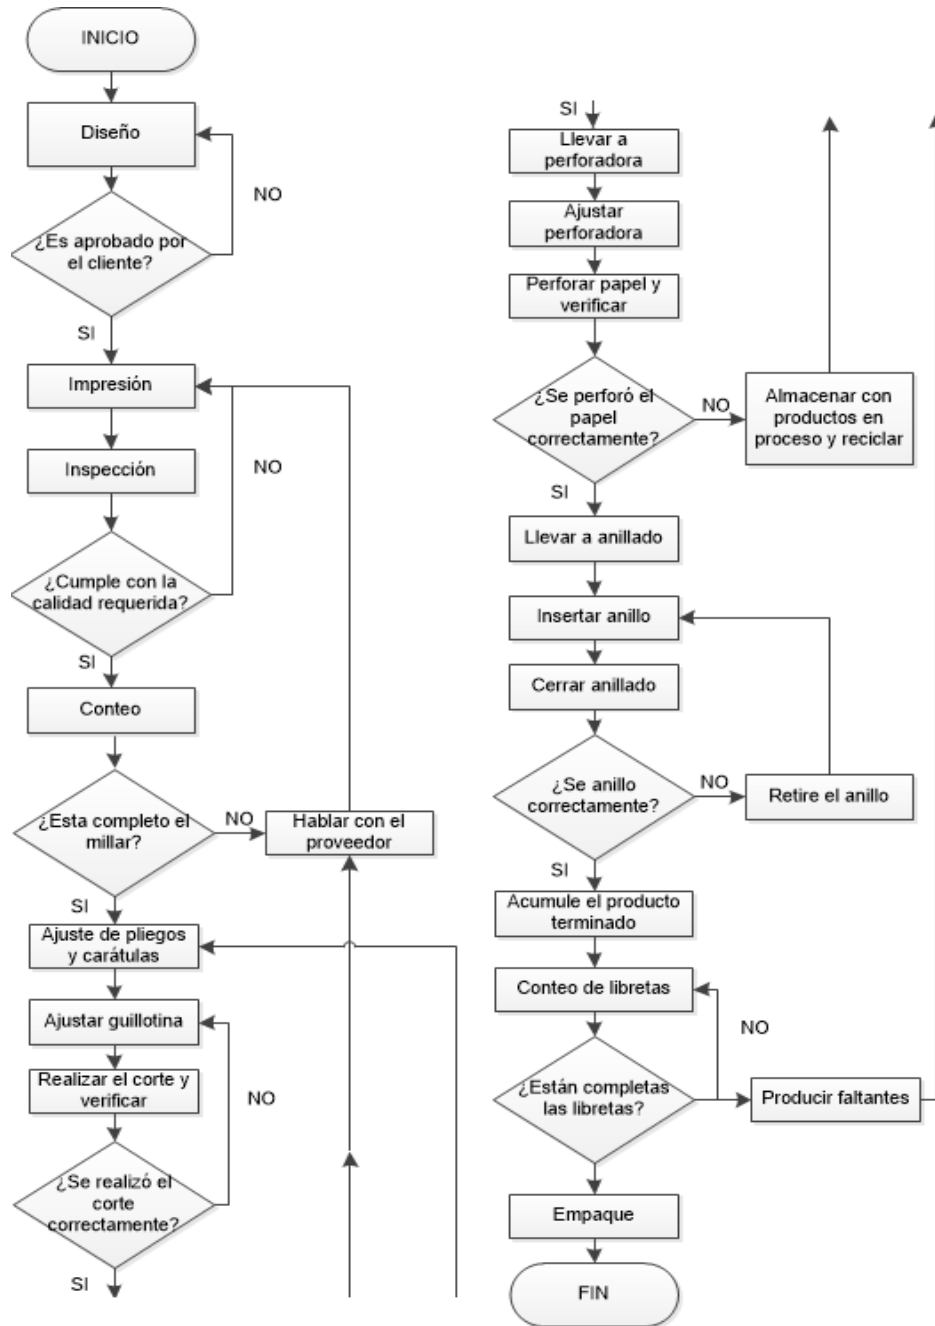 INICIO
Diseño
NO
¿Es aprobado por
el cliente?
SI
Impresión
Inspección
NO
¿Cumple con la
calidad requerida?
SI
Conteo
¿Esta completo el
millar?
NO
Hablar con el
proveedor
SI
Ajuste de pliegos
y carátulas
Ajustar guillotina
Realizar el corte y
verificar
NO
¿Se realizó el
corte
correctamente?
SI
SI
Llevar a
perforadora
Ajustar
perforadora
Perforar papel y
verificar
¿Se perforó el
papel
correctamente?
NO
Almacenar con
productos en
proceso y reciclar
SI
Llevar a anillado
Insertar anillo
Cerrar anillado
¿Se anillo
correctamente?
NO
Retire el anillo
SI
Acumule el producto
terminado
Conteo de libretas
NO
¿Están completas
las libretas?
Producir faltantes
Empaque
FIN